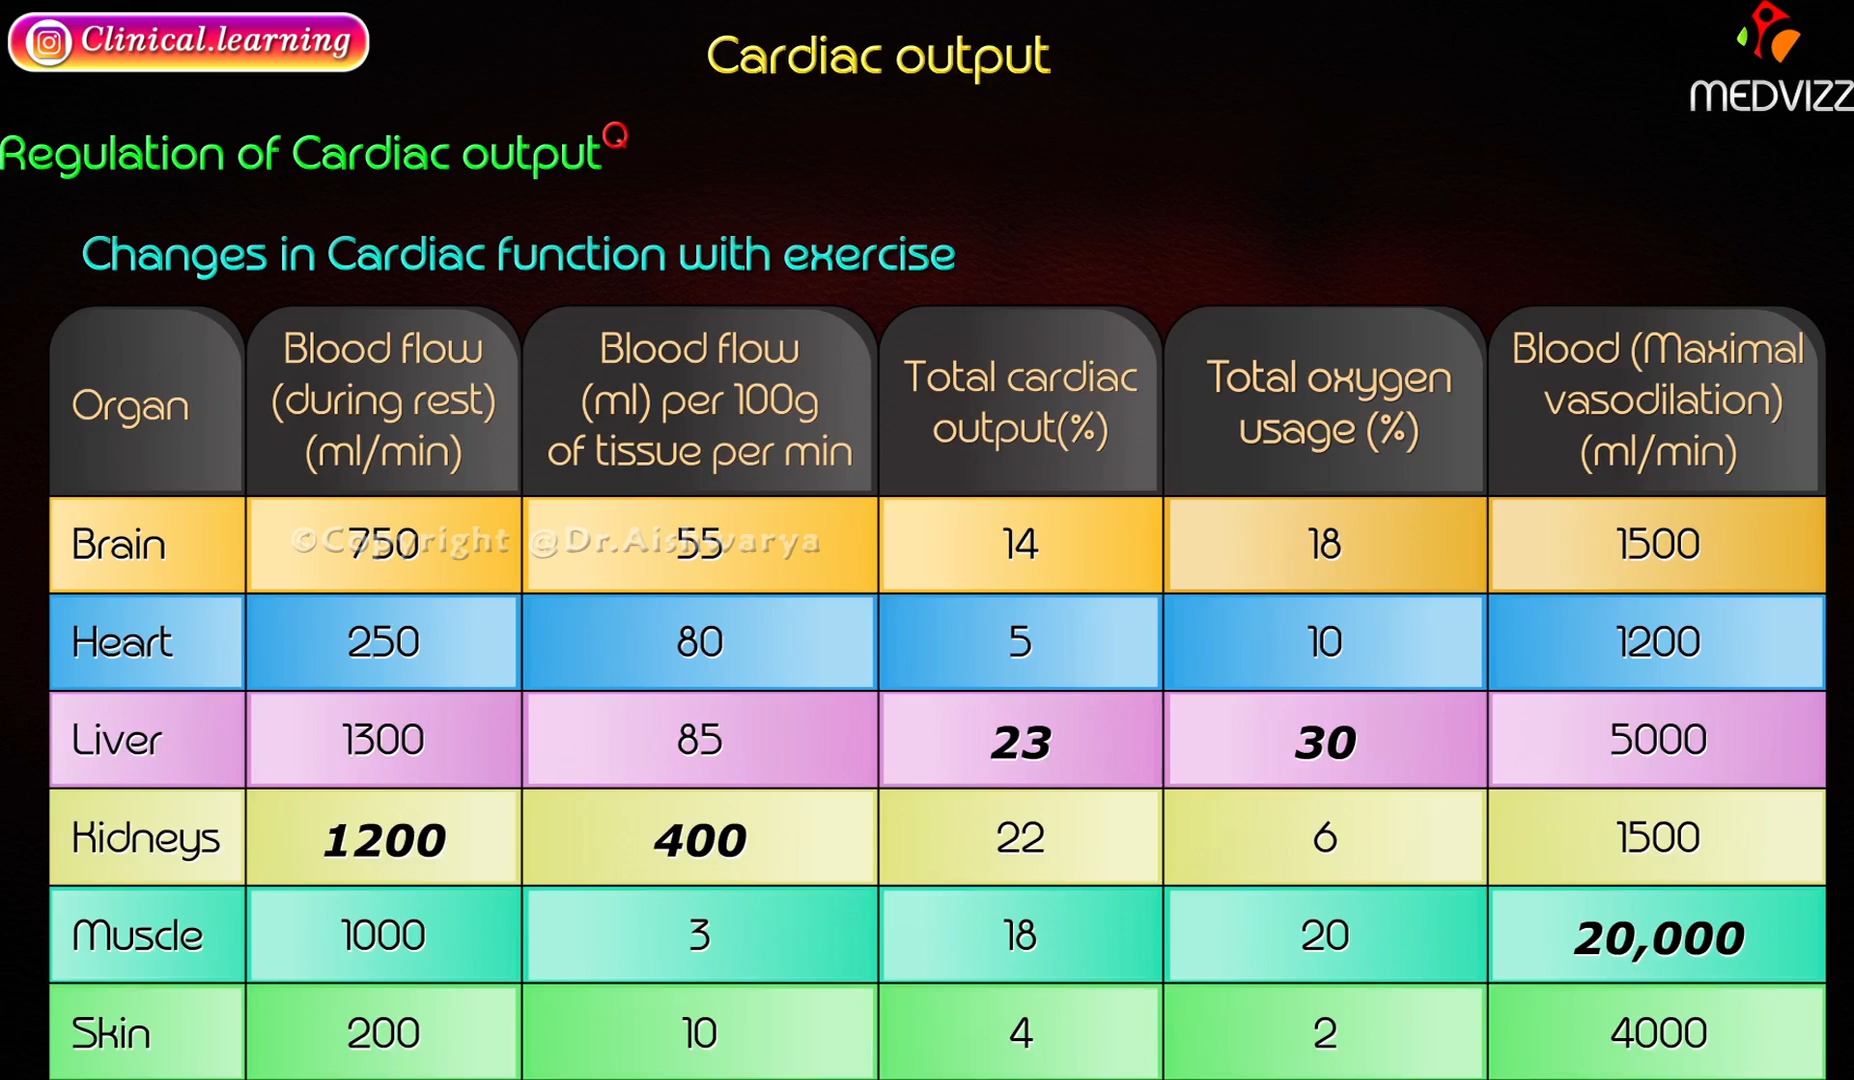 Clinical.learning
Cardiac output
MEDVIZZ
Regulation of Cardiac output Q
Changes in Cardiac function with exercise
Organ
Blood flow
(during rest)
(ml/min)
Blood flow
(ml) per 100g
of tissue per min
Total cardiac
output(%)
Total oxygen
usage (%)
Blood (Maximal
vasodilation)
(ml/min)
Brain 750 55 14 18 1500
©Copyright @Dr.Aishwarya
Heart 250 80 5 10 1200
Liver 1300 85 23 30 5000
Kidneys 1200 400 22 6 1500
Muscle 1000 3 18 20 20,000
Skin 200 10 4 2 4000